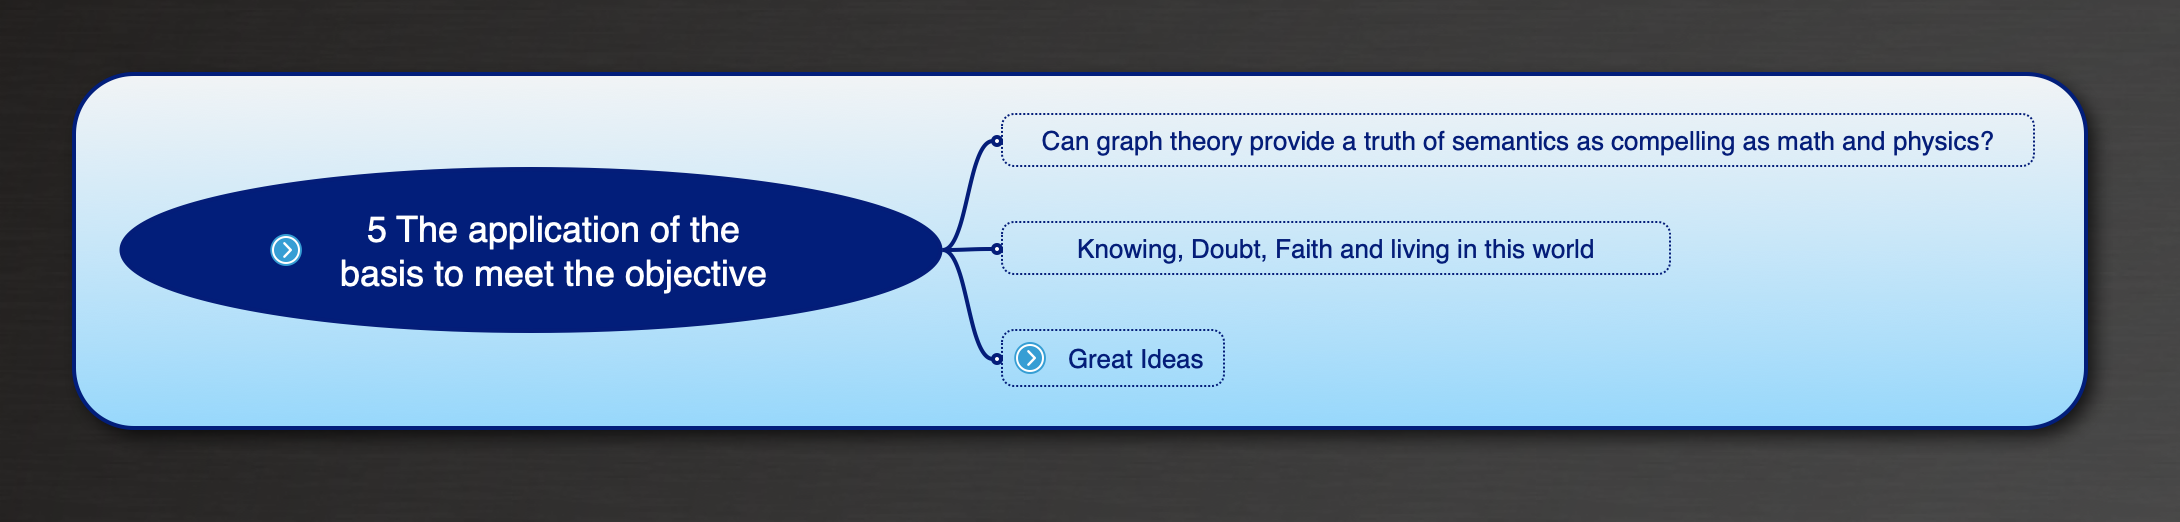 5 The application of the
basis to meet the objective
Can graph theory provide a truth of semantics as compelling as math and physics?
Knowing, Doubt, Faith and living in this world
Great Ideas